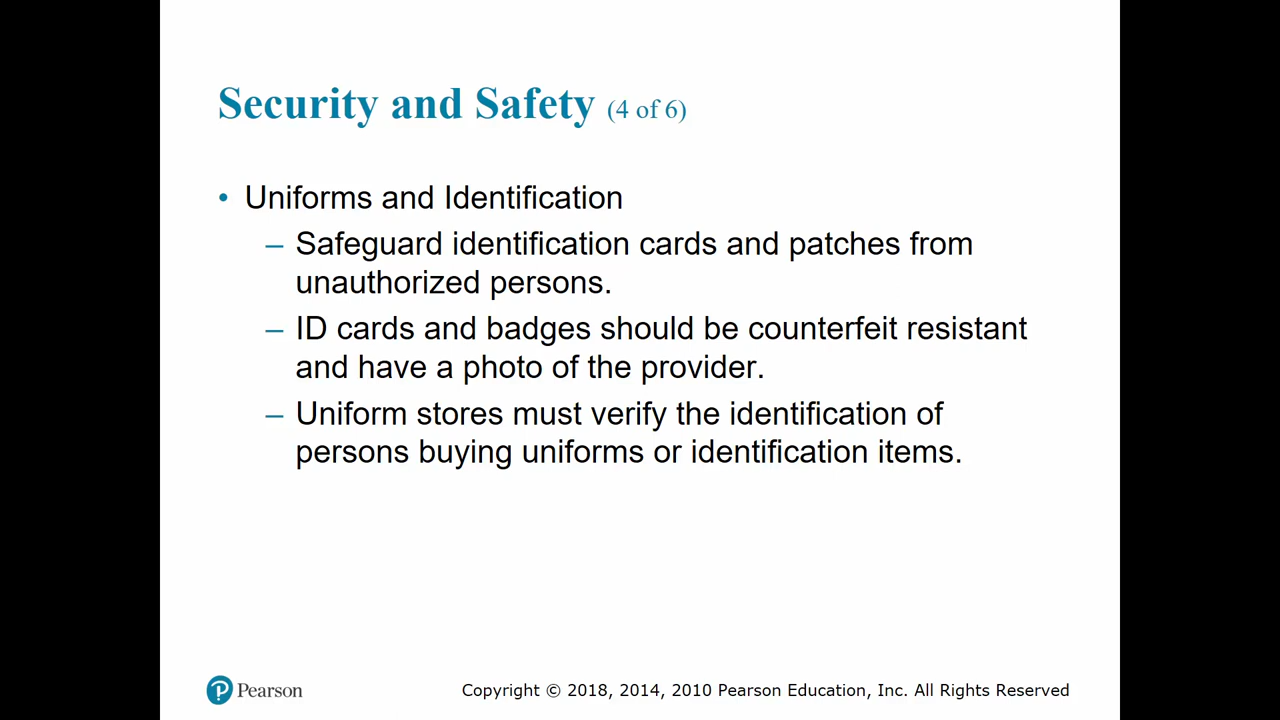 Security and Safety (4 of 6)
• Uniforms and Identification
– Safeguard identification cards and patches from
unauthorized persons.
– ID cards and badges should be counterfeit resistant
and have a photo of the provider.
– Uniform stores must verify the identification of
persons buying uniforms or identification items.
P Pearson
Copyright © 2018, 2014, 2010 Pearson Education, Inc. All Rights Reserved